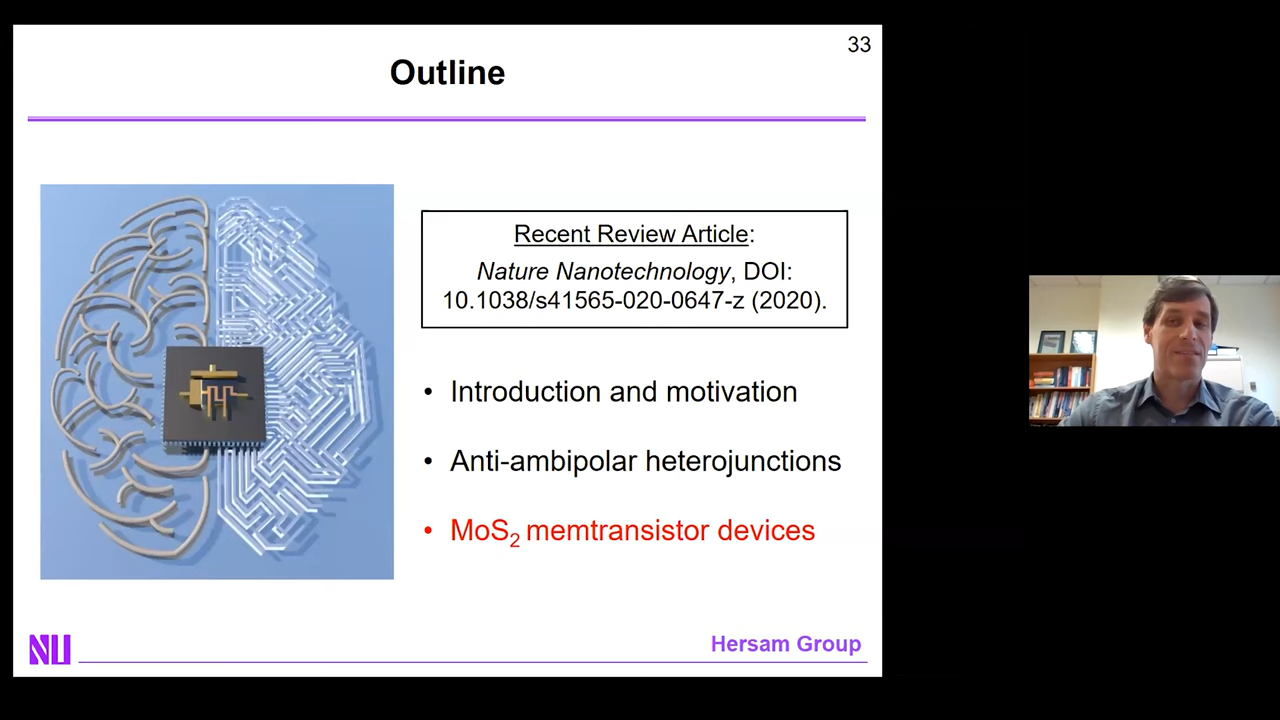 33
Outline
Recent Review Article:
Nature Nanotechnology, DOI:
10.1038/s41565-020-0647-z (2020).
• Introduction and motivation
• Anti-ambipolar heterojunctions
• MoS₂ memtransistor devices
NU
Hersam Group